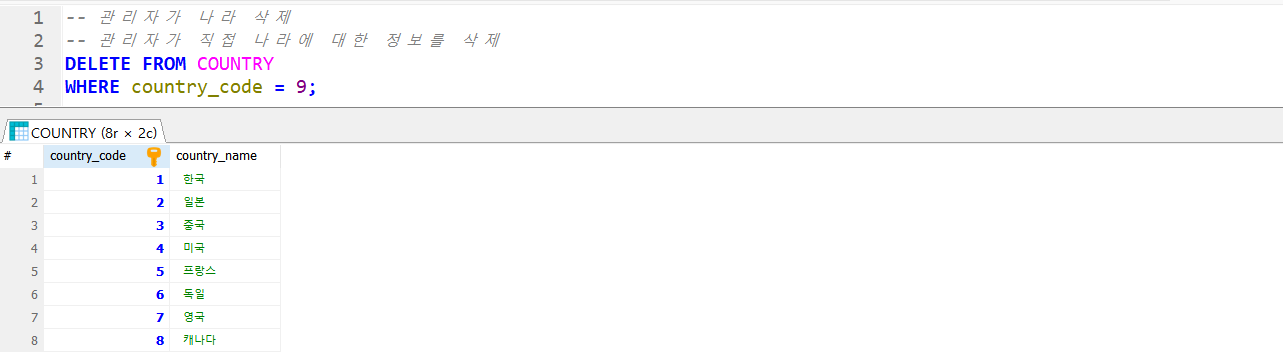 1 -- 관리자가 나라 삭제
2 -- 관리자가 직접 나라에 대한 정보를 삭제
3 DELETE FROM COUNTRY
4 WHERE country_code = 9;
COUNTRY (8r × 2c)
# country_code country_name
1 1 한국
2 2 일본
3 3 중국
4 4 미국
5 5 프랑스
6 6 독일
7 7 영국
8 8 캐나다